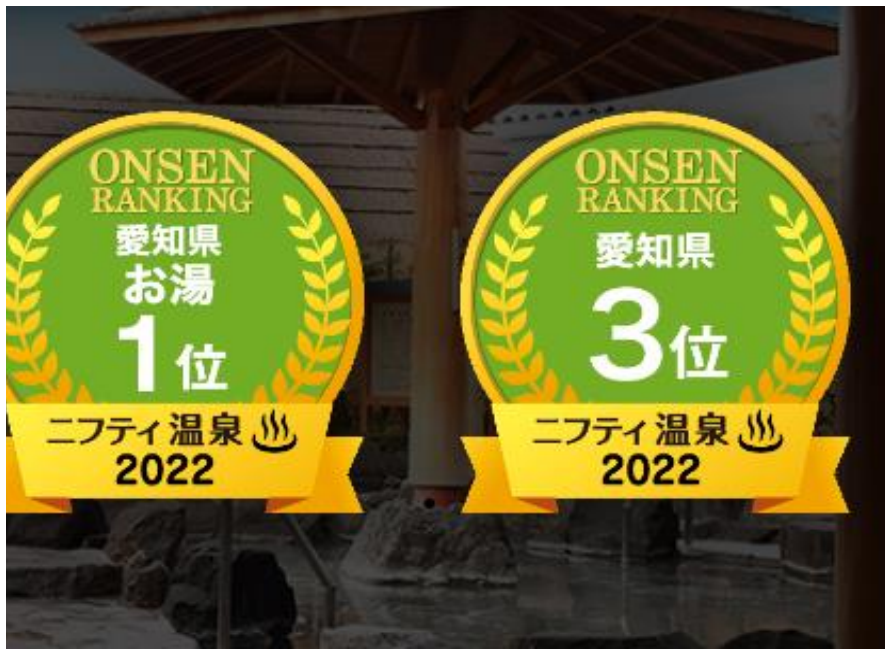 ONSEN
RANKING
愛知県
お湯
1位
ニフティ温泉
2022
ONSEN
RANKING
愛知県
3位
ニフティ温泉
2022